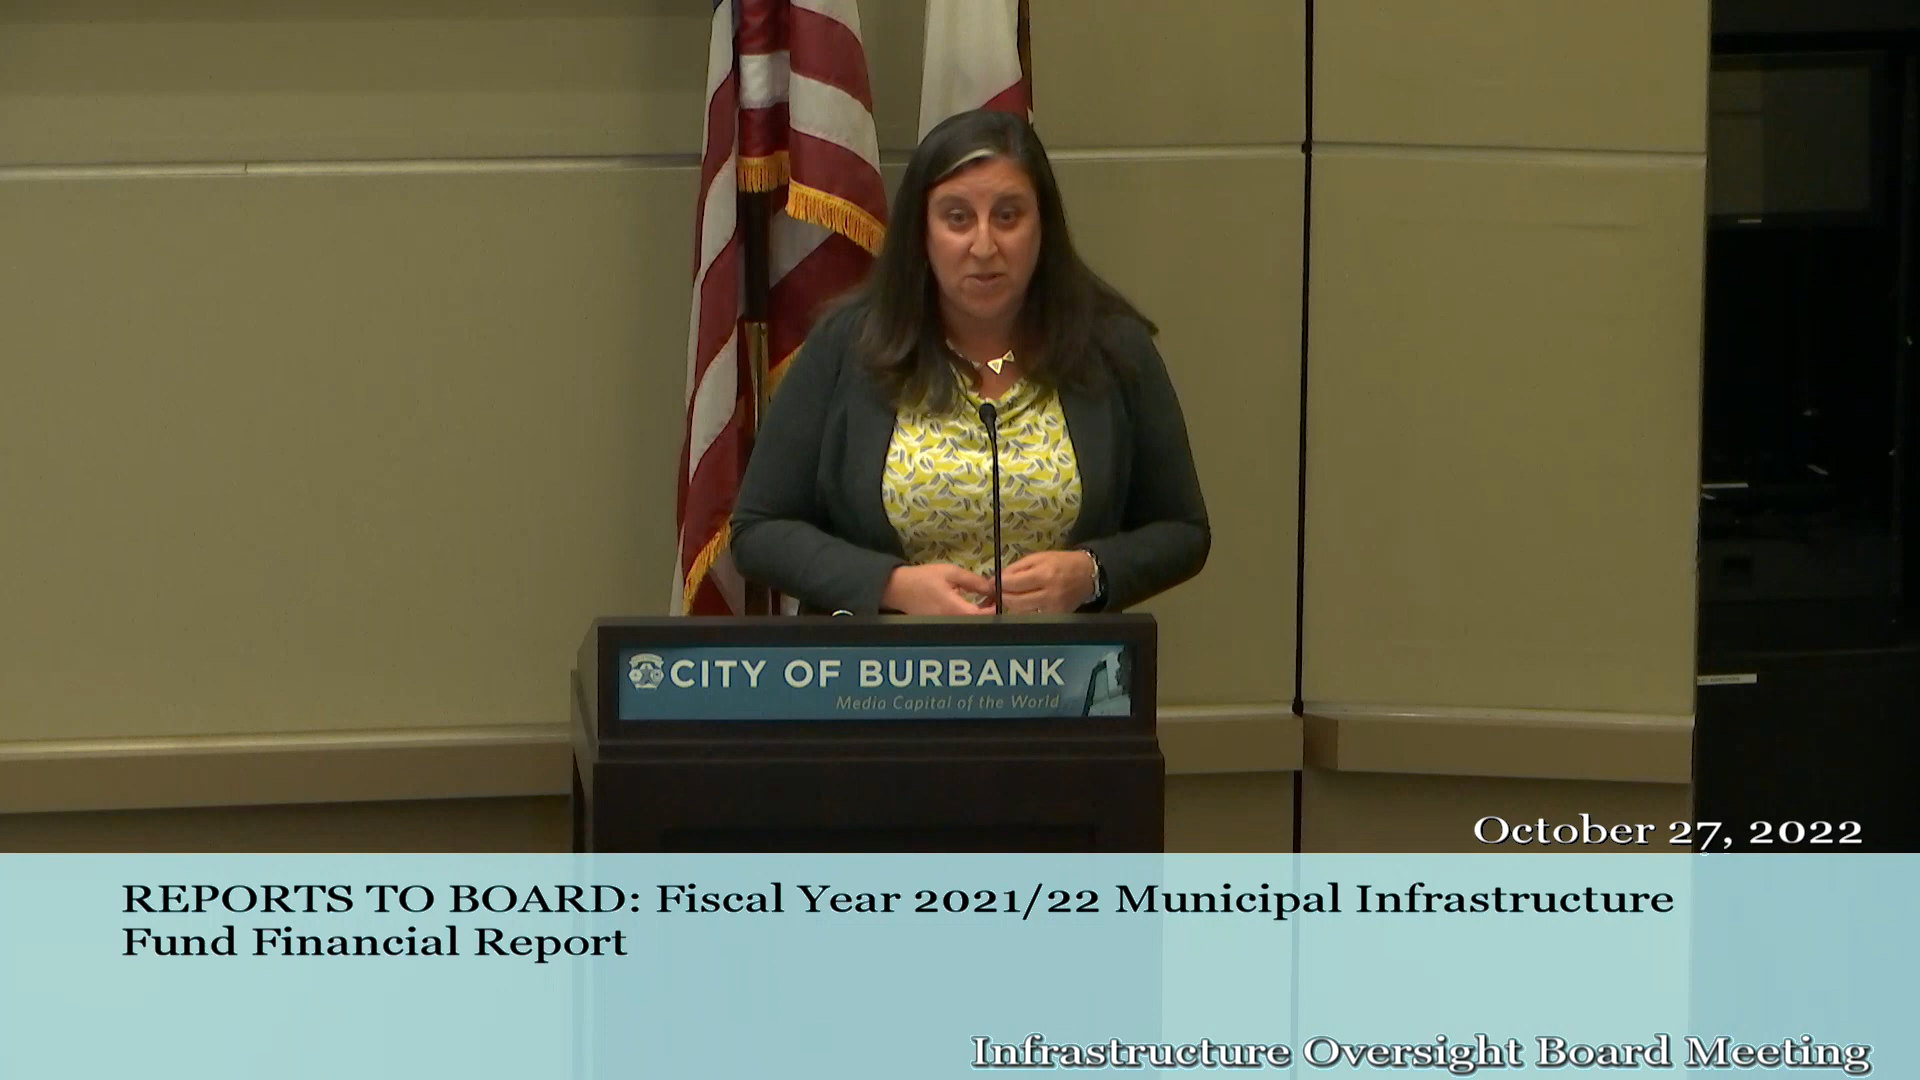 CITY OF BURBANK
Media Capital of the World
October 27, 2022
REPORTS TO BOARD: Fiscal Year 2021/22 Municipal Infrastructure
Fund Financial Report
Infrastructure Oversight Board Meeting